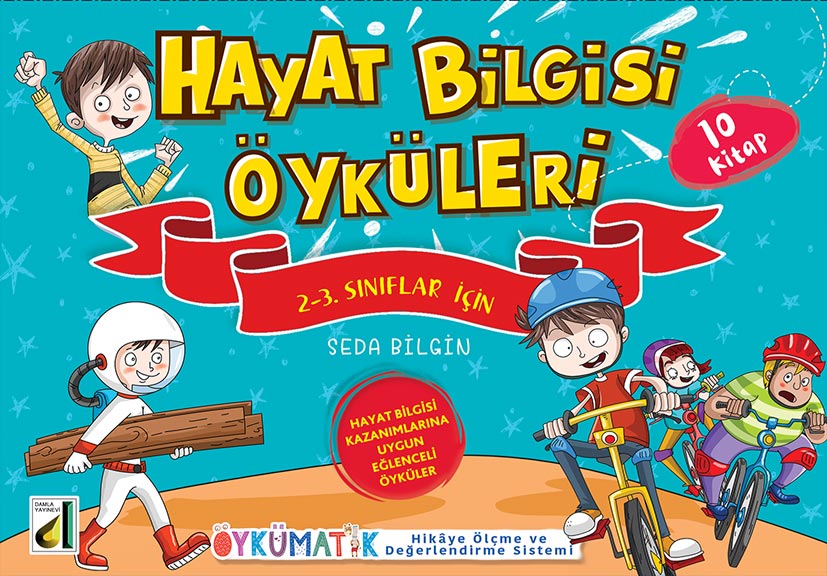 HAYAT BİLGİSİ
ÖYKÜLERİ
10
kitap
2-3. SINIFLAR İÇİN
SEDA BİLGİN
HAYAT BİLGİSİ
KAZANIMLARINA
UYGUN
EĞLENCELİ
ÖYKÜLER
DAMLA
YAYINEVİ
ÖYKÜMATİK
Hikâye Ölçme ve
Değerlendirme Sistemi